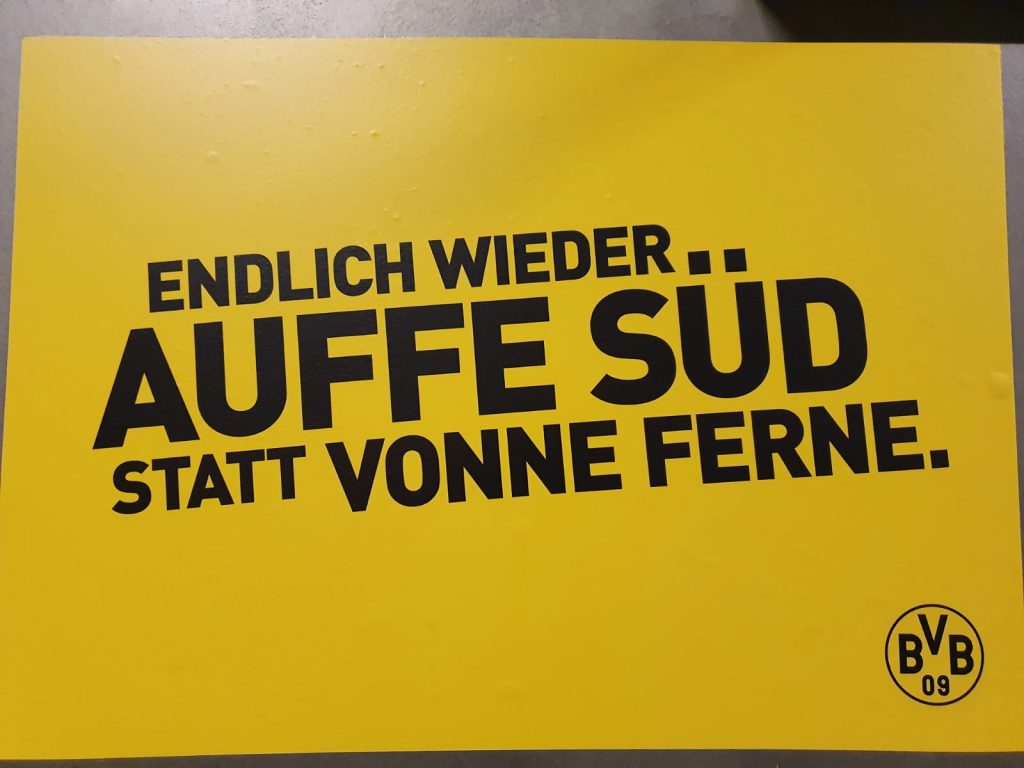 ENDLICH WIEDER
AUFFE SÜD
STATT VONNE FERNE.
BVB
09